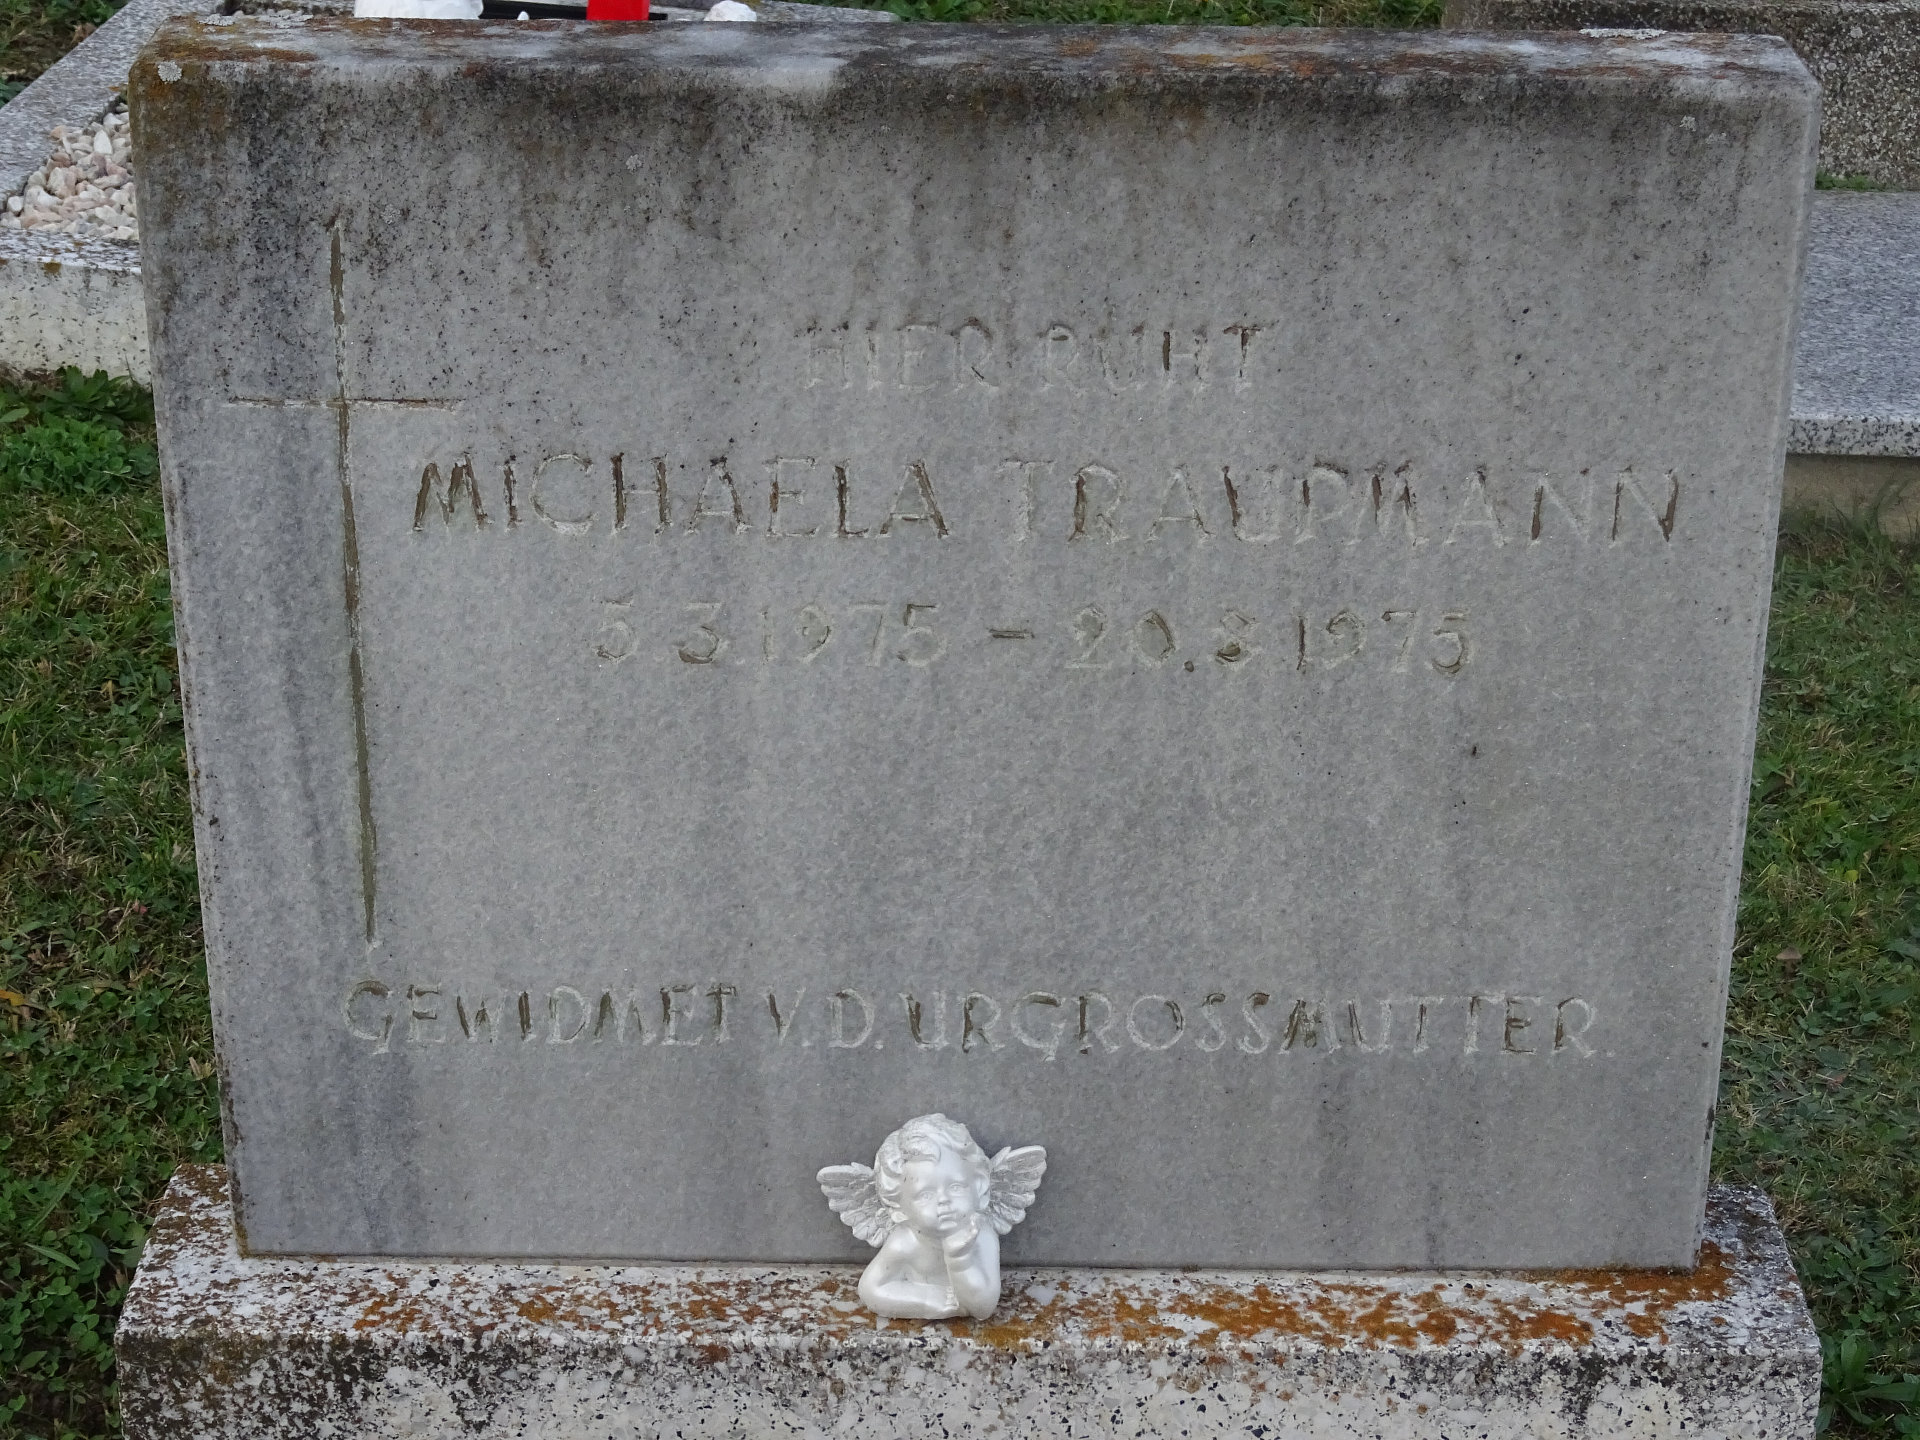 HIER RUHT
MICHAELA TRAUPMANN
5.3.1975 – 20.8.1975
GEWIDMET V.D. URGROSSMUTTER.